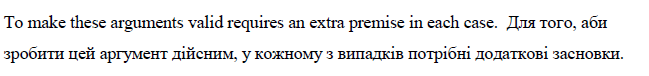 To make these arguments valid requires an extra premise in each case.  Для того, аби
зробити цей аргумент дійсним, у кожному з випадків потрібні додаткові засновки.